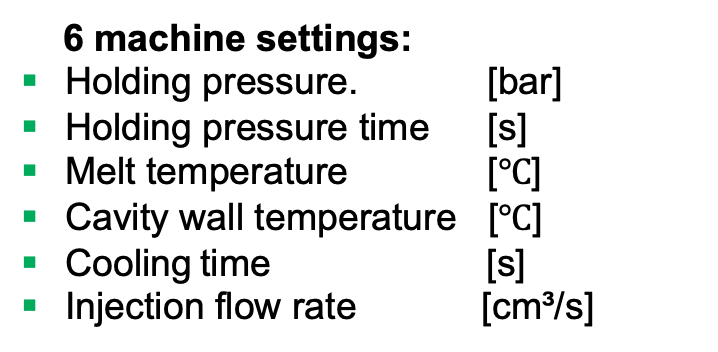 6 machine settings:
▪ Holding pressure. [bar]
▪ Holding pressure time [s]
▪ Melt temperature [°C]
▪ Cavity wall temperature [°C]
▪ Cooling time [s]
▪ Injection flow rate [cm³/s]